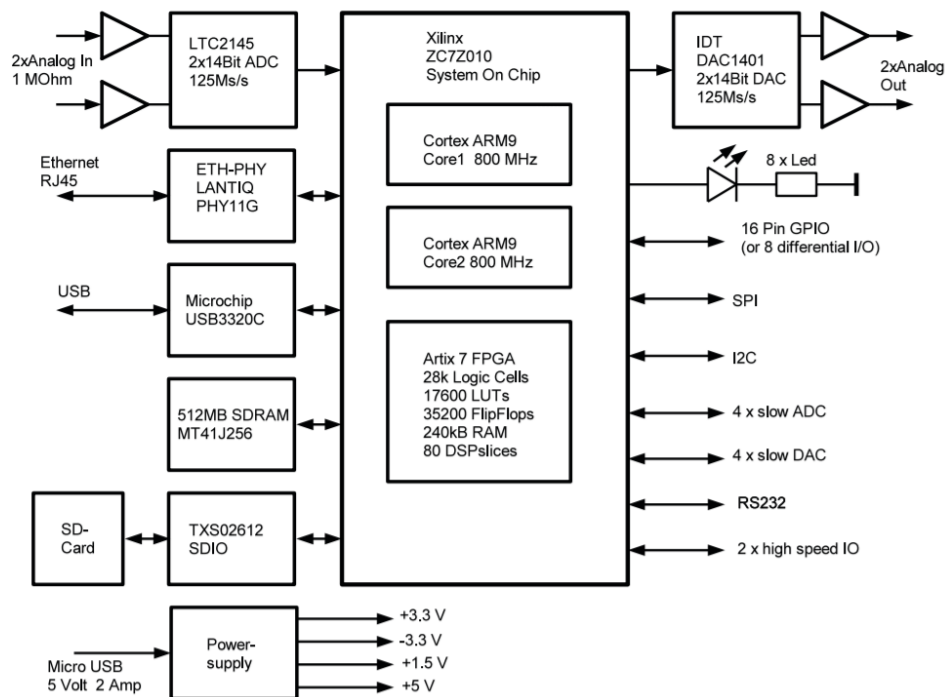 2xAnalog In
1 MOhm
LTC2145
2x14Bit ADC
125Ms/s
Xilinx
ZC7Z010
System On Chip
IDT
DAC1401
2x14Bit DAC
125Ms/s
2xAnalog
Out
Cortex ARM9
Core1 800 MHz
Ethernet
RJ45
ETH-PHY
LANTIQ
PHY11G
8 x Led
16 Pin GPIO
(or 8 differential I/O)
Cortex ARM9
Core2 800 MHz
USB
Microchip
USB3320C
SPI
I2C
Artix 7 FPGA
28k Logic Cells
17600 LUTs
35200 FlipFlops
240kB RAM
80 DSPslices
512MB SDRAM
MT41J256
4 x slow ADC
4 x slow DAC
SD-
Card
TXS02612
SDIO
RS232
2 x high speed IO
Micro USB
5 Volt 2 Amp
Power-
supply
+3.3 V
-3.3 V
+1.5 V
+5 V